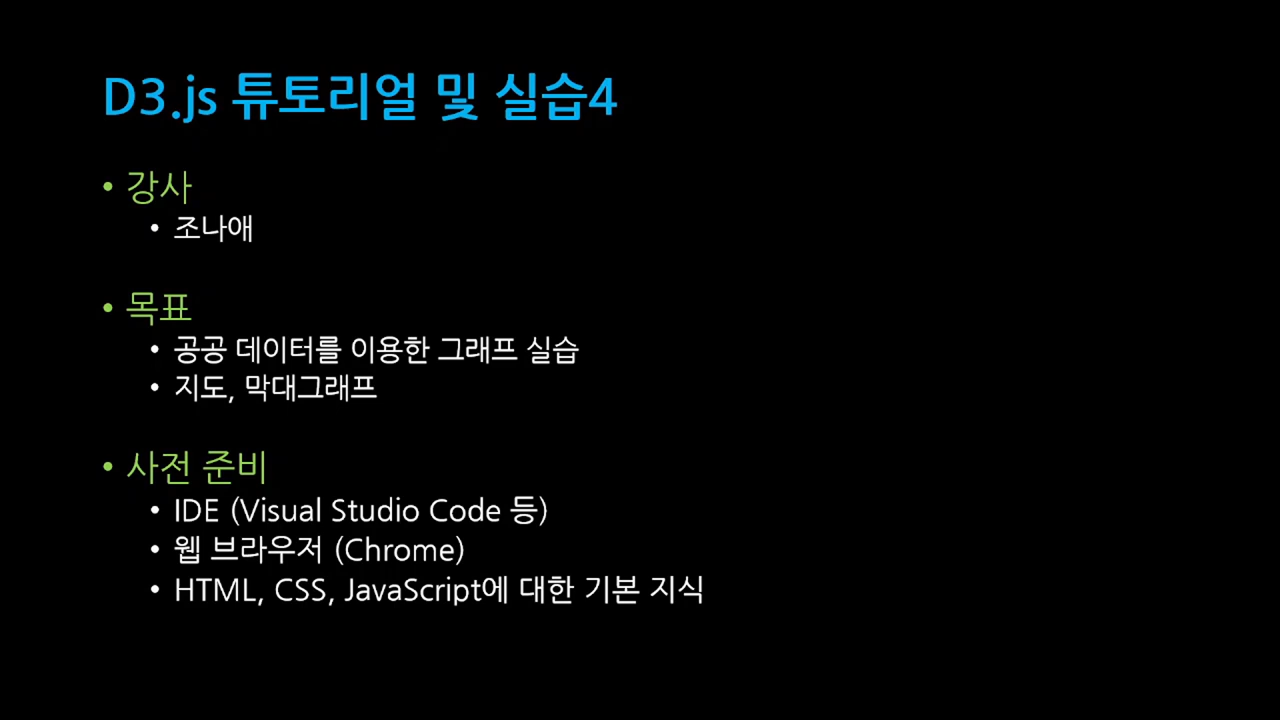 D3.js 튜토리얼 및 실습4
• 강사
• 조나애
• 목표
• 공공 데이터를 이용한 그래프 실습
• 지도, 막대그래프
• 사전 준비
• IDE (Visual Studio Code 등)
• 웹 브라우저 (Chrome)
• HTML, CSS, JavaScript에 대한 기본 지식